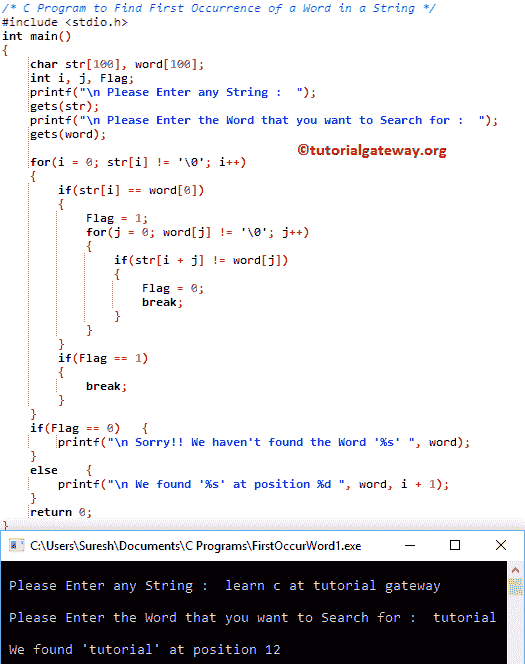 /* C Program to Find First Occurrence of a Word in a String */
#include <stdio.h>
int main()
{
    char str[100], word[100];
    int i, j, Flag;
    printf("\n Please Enter any String :  ");
    gets(str);
    printf("\n Please Enter the Word that you want to Search for :  ");
    gets(word);
©tutorialgateway.org
    for(i = 0; str[i] != '\0'; i++)
    {
        if(str[i] == word[0])
        {
            Flag = 1;
            for(j = 0; word[j] != '\0'; j++)
            {
                if(str[i + j] != word[j])
                {
                    Flag = 0;
                    break;
                }
            }
        }
        if(Flag == 1)
        {
            break;
        }
    }
    if(Flag == 0)   {
        printf("\n Sorry!! We haven't found the Word '%s' ", word);
    }
    else    {
        printf("\n We found '%s' at position %d ", word, i + 1);
    }
    return 0;
}
C:\Users\Suresh\Documents\C Programs\FirstOccurWord1.exe
Please Enter any String :  learn c at tutorial gateway
Please Enter the Word that you want to Search for :  tutorial
We found 'tutorial' at position 12